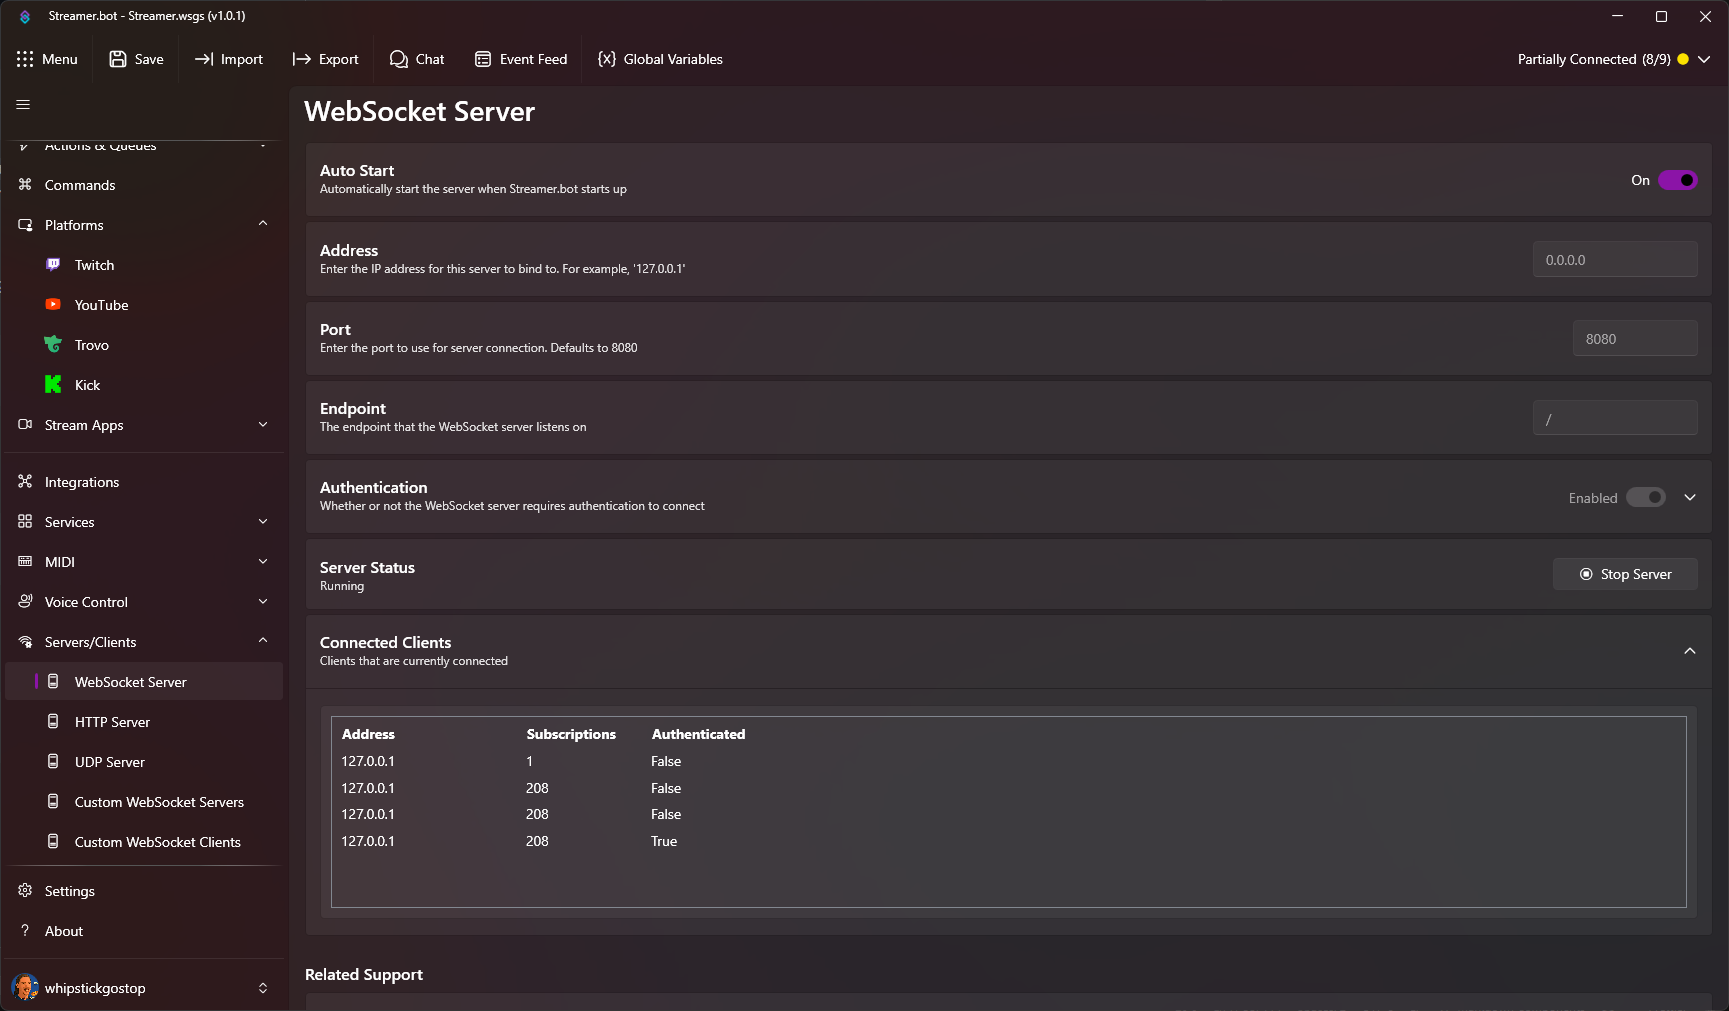 Streamer.bot - Streamer.wsgs (v1.0.1)
Menu
Save
Import
Export
Chat
Event Feed
Global Variables
Partially Connected (8/9)
Actions & Queues
Commands
Platforms
Twitch
YouTube
Trovo
Kick
Stream Apps
Integrations
Services
MIDI
Voice Control
Servers/Clients
WebSocket Server
HTTP Server
UDP Server
Custom WebSocket Servers
Custom WebSocket Clients
Settings
About
whipstickgostop
WebSocket Server
Auto Start
Automatically start the server when Streamer.bot starts up
On
Address
Enter the IP address for this server to bind to. For example, '127.0.0.1'
0.0.0.0
Port
Enter the port to use for server connection. Defaults to 8080
8080
Endpoint
The endpoint that the WebSocket server listens on
/
Authentication
Whether or not the WebSocket server requires authentication to connect
Enabled
Server Status
Running
Stop Server
Connected Clients
Clients that are currently connected
Address Subscriptions Authenticated
127.0.0.1 1 False
127.0.0.1 208 False
127.0.0.1 208 False
127.0.0.1 208 True
Related Support